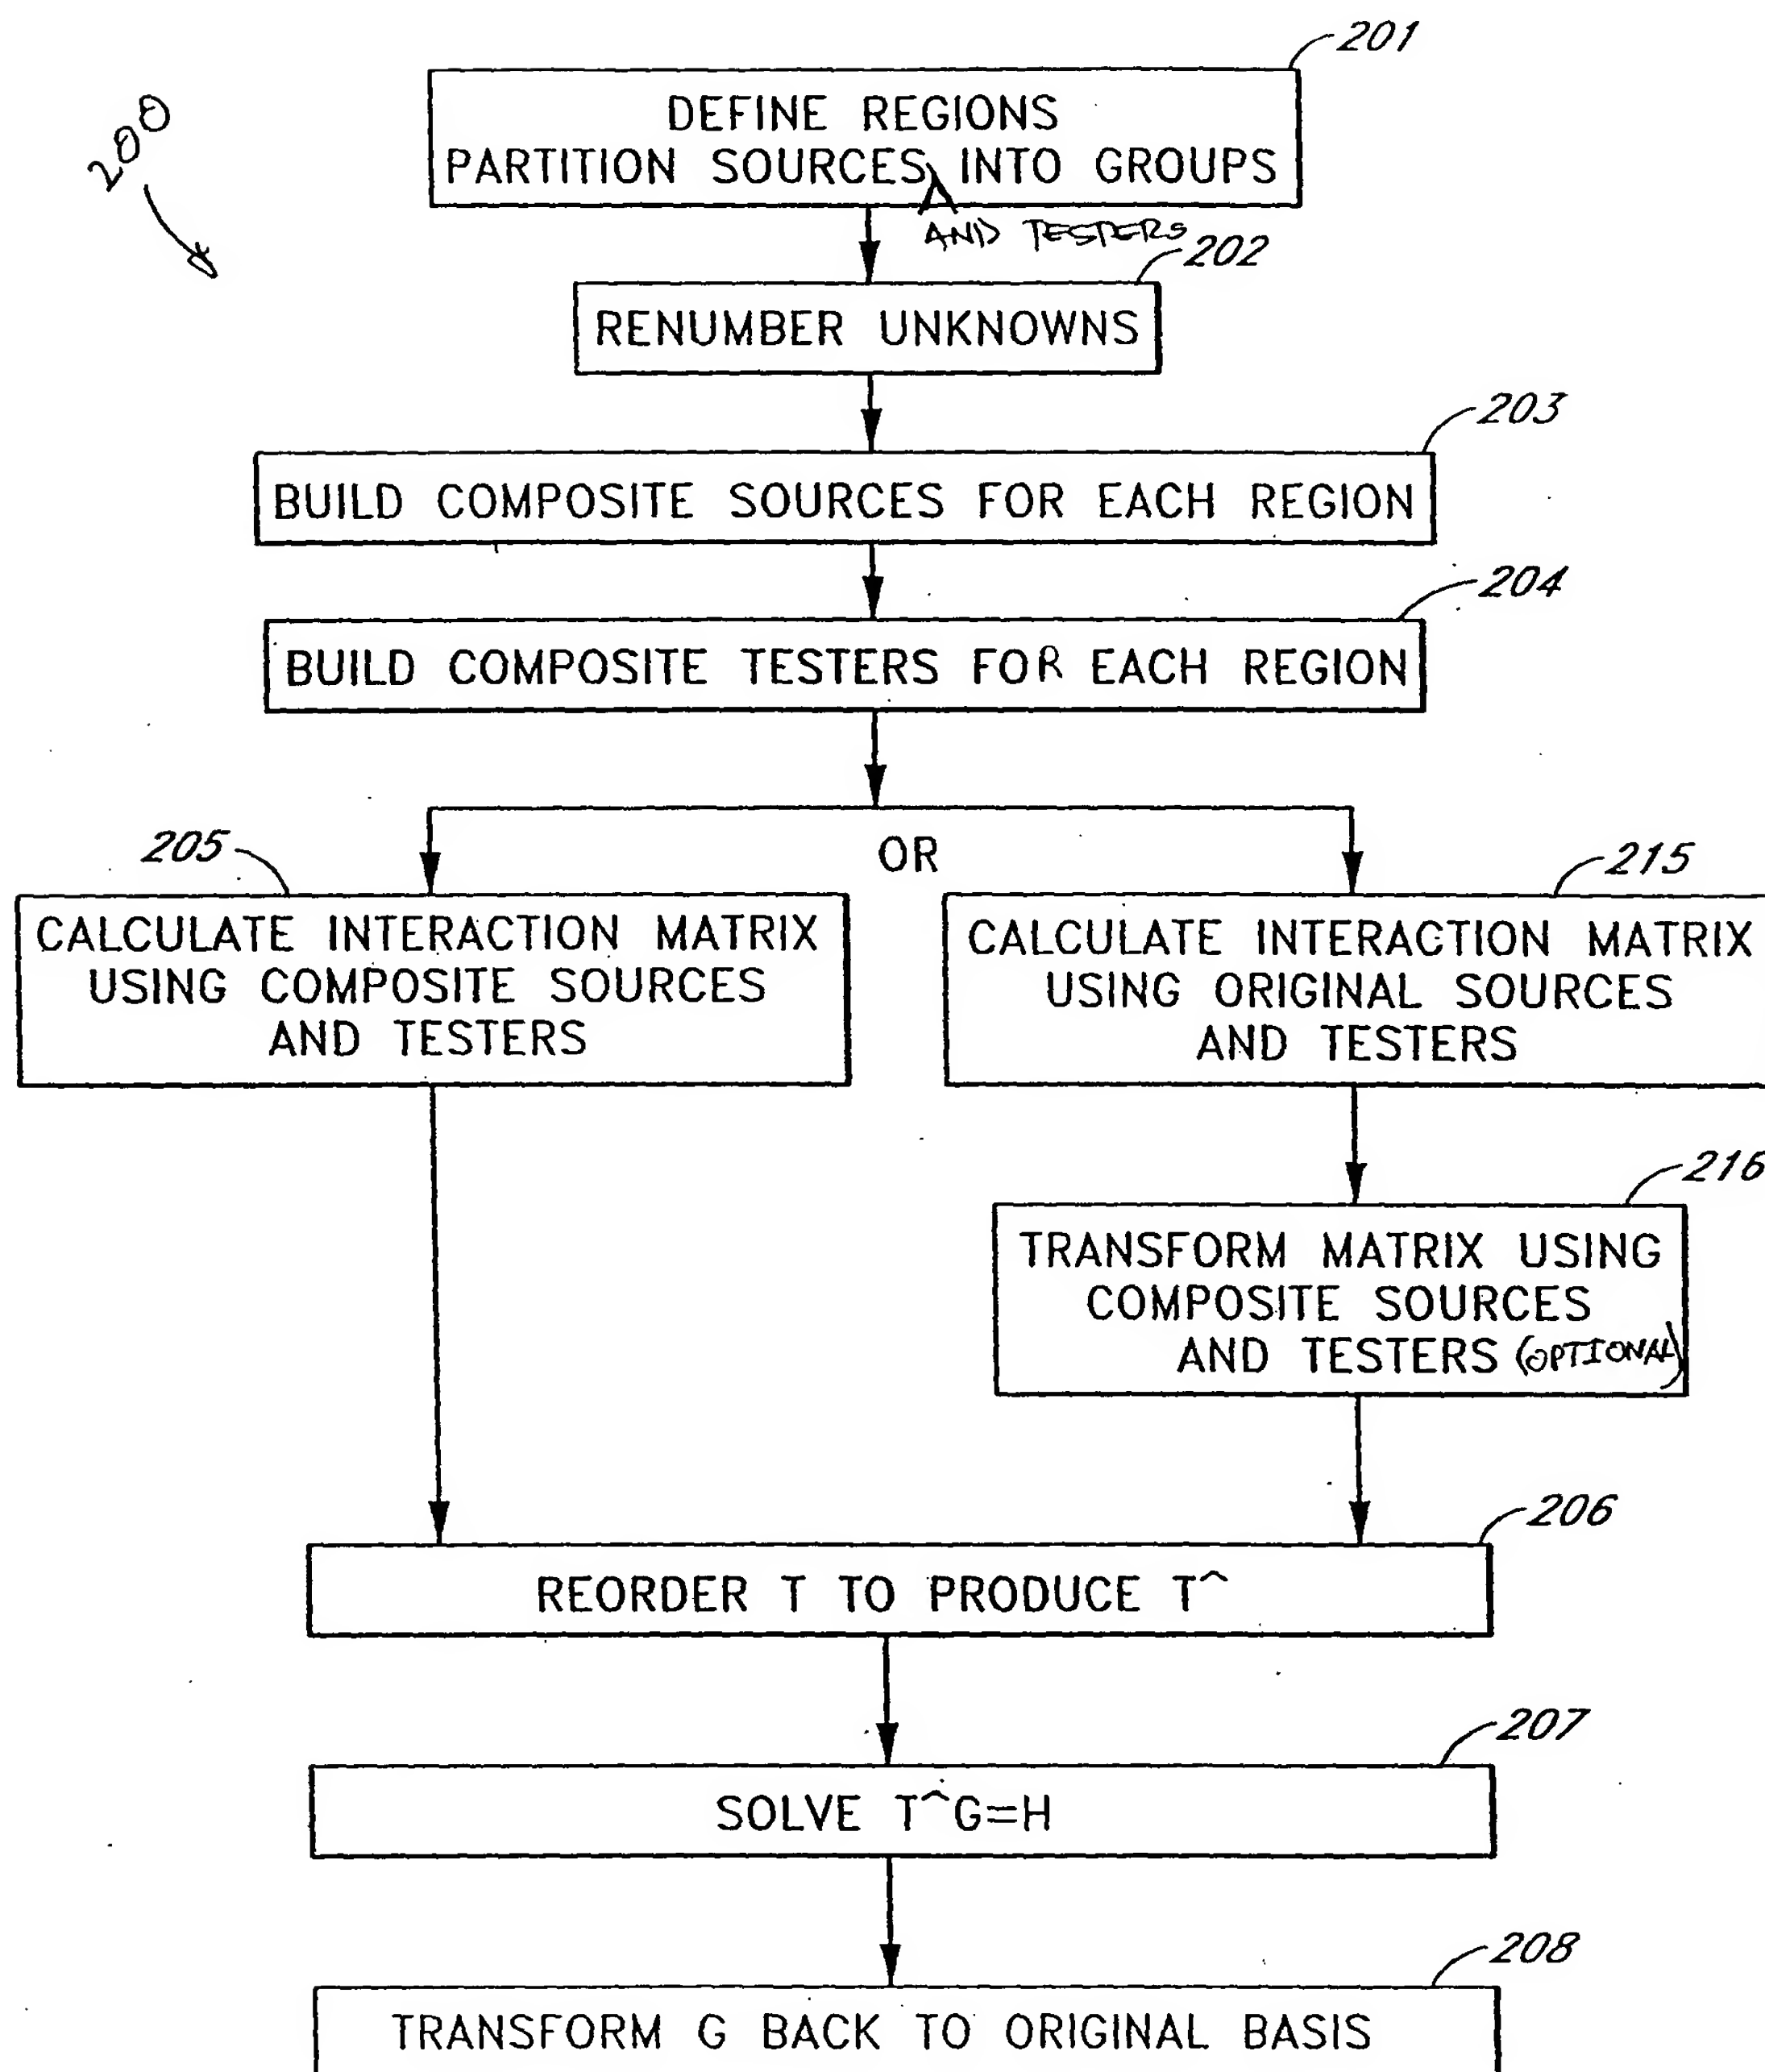 200
201
DEFINE REGIONS
PARTITION SOURCES INTO GROUPS
AND TESTERS
202
RENUMBER UNKNOWNS
203
BUILD COMPOSITE SOURCES FOR EACH REGION
204
BUILD COMPOSITE TESTERS FOR EACH REGION
OR
205
CALCULATE INTERACTION MATRIX
USING COMPOSITE SOURCES
AND TESTERS
215
CALCULATE INTERACTION MATRIX
USING ORIGINAL SOURCES
AND TESTERS
216
TRANSFORM MATRIX USING
COMPOSITE SOURCES
AND TESTERS (OPTIONAL)
206
REORDER T TO PRODUCE T^
207
SOLVE T^G=H
208
TRANSFORM G BACK TO ORIGINAL BASIS